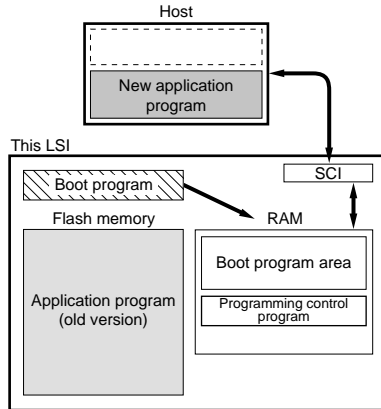 Host
New application
program
This LSI
SCI
Boot program
Flash memory
RAM
Application program
(old version)
Boot program area
Programming control
program